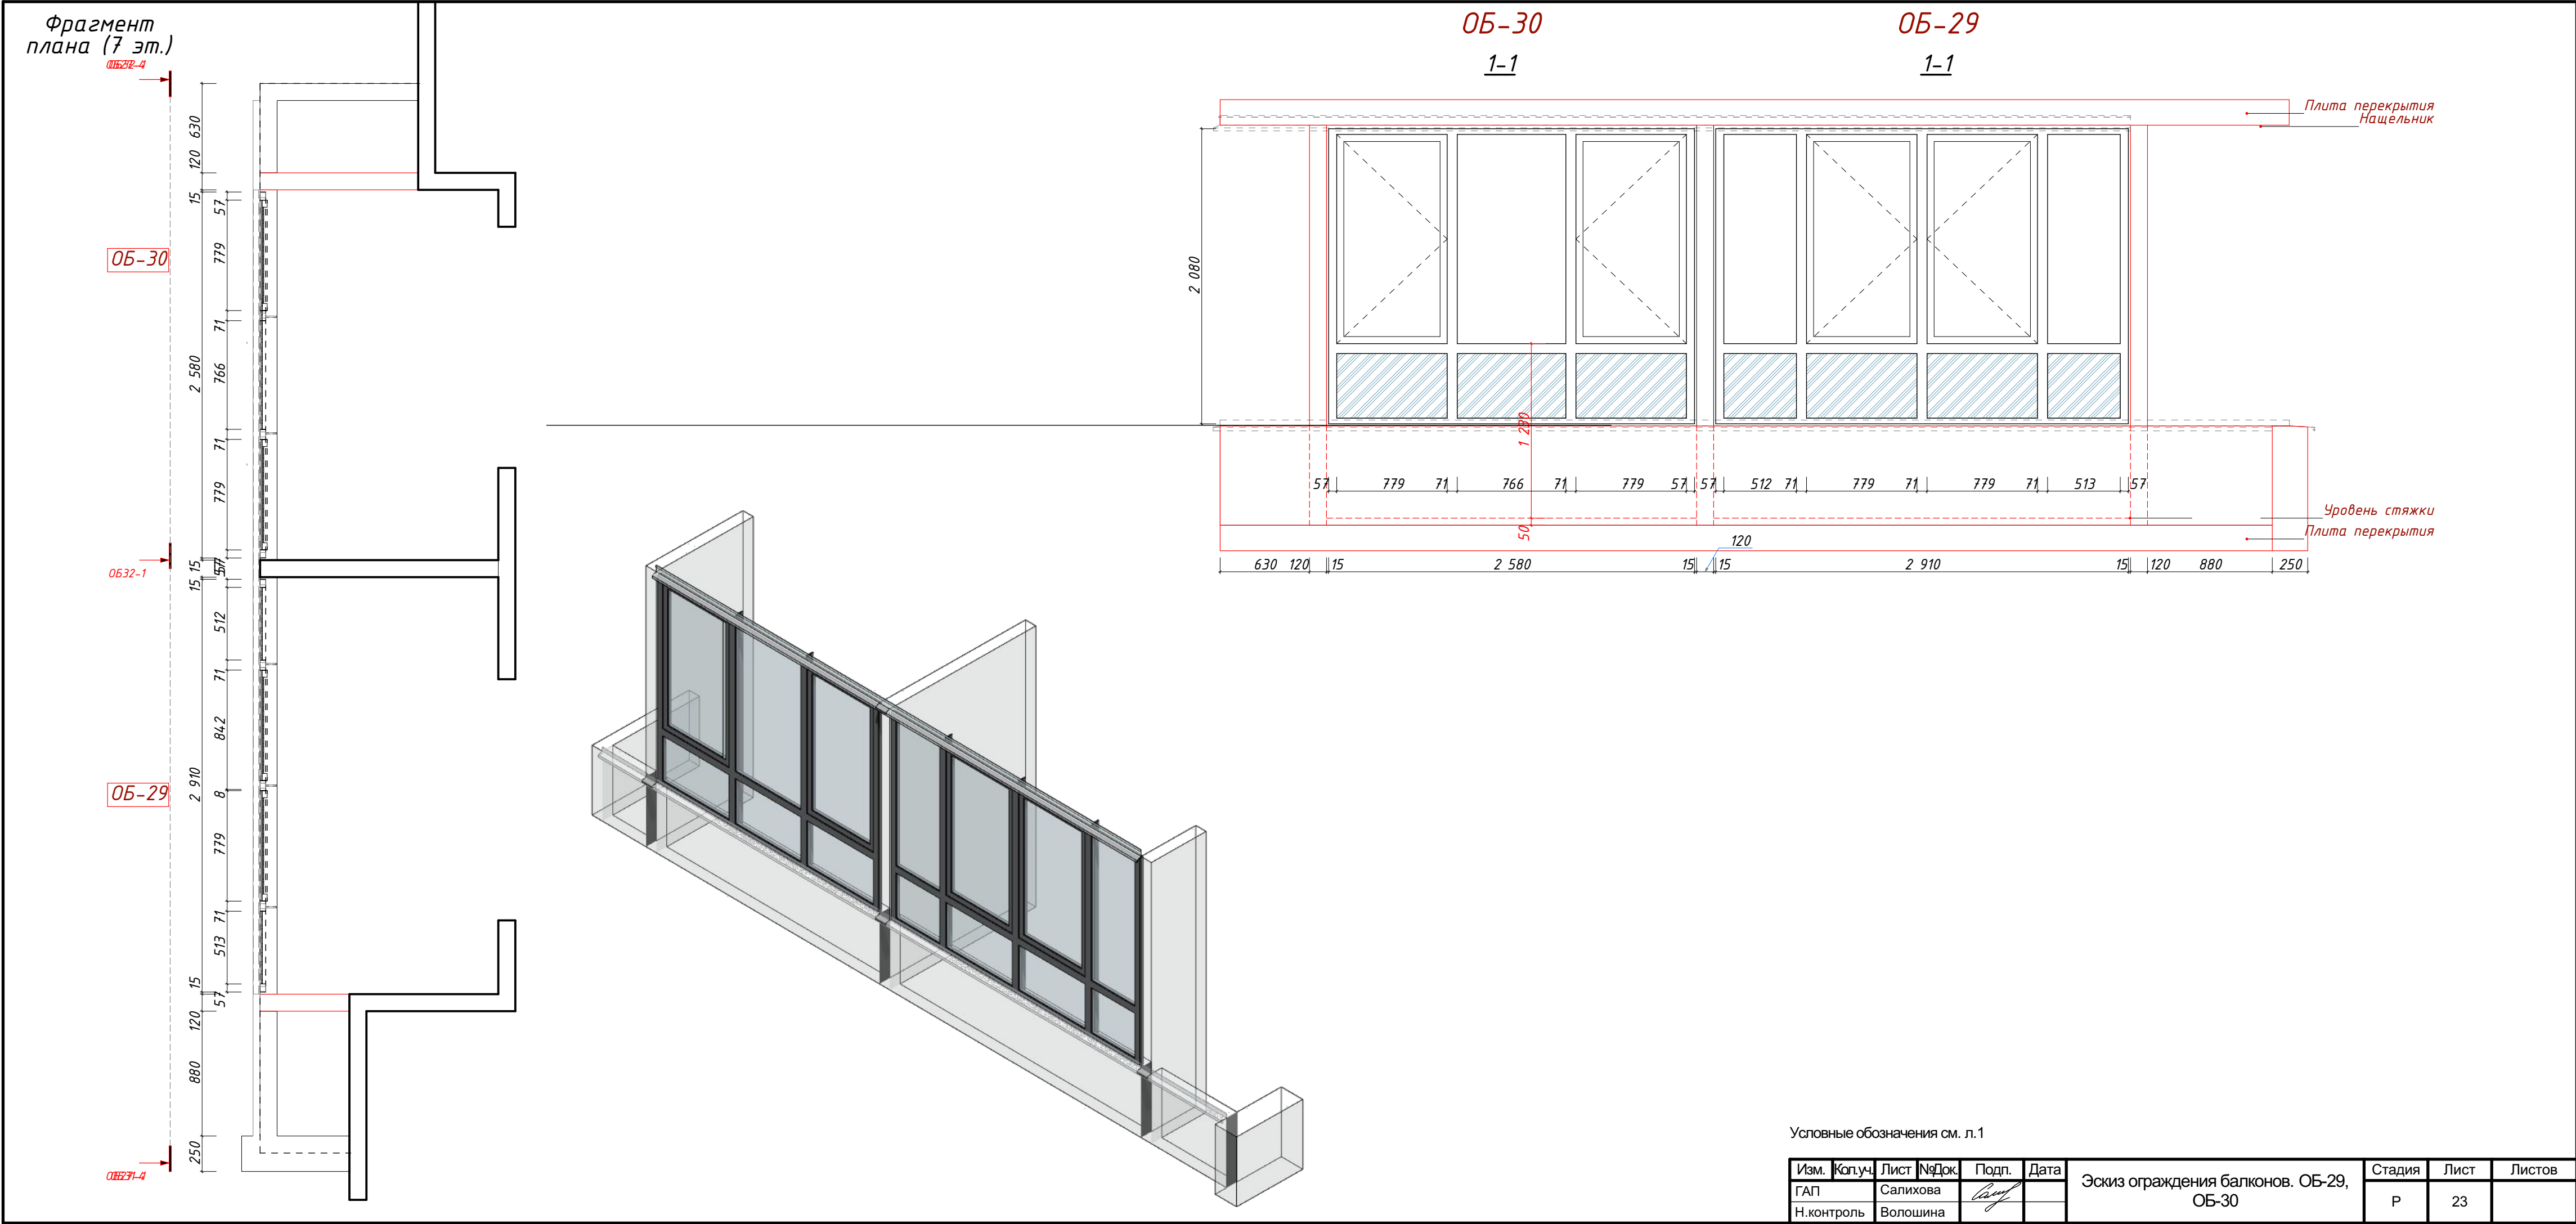 Фрагмент
плана (7 эт.)
630
120
15
57
779
ОБ-30
71
2 580
766
71
779
ОБ32-1
15
15
512
71
842
2 910
ОБ-29
8
779
71
513
15
57
120
880
250
ОБ-30
ОБ-29
1-1
1-1
Плита перекрытия
Нащельник
2 080
1 230
57 779 71 766 71 779 57 57 512 71 779 71 779 71 513 57
Уровень стяжки
50
Плита перекрытия
120
630 120 15 2 580 15 15 2 910 15 120 880 250
Условные обозначения см. л.1
Изм. Кол.уч. Лист №Док. Подп. Дата
Эскиз ограждения балконов. ОБ-29,
ОБ-30
Стадия Лист Листов
ГАП Салихова
Р 23
Н.контроль Волошина